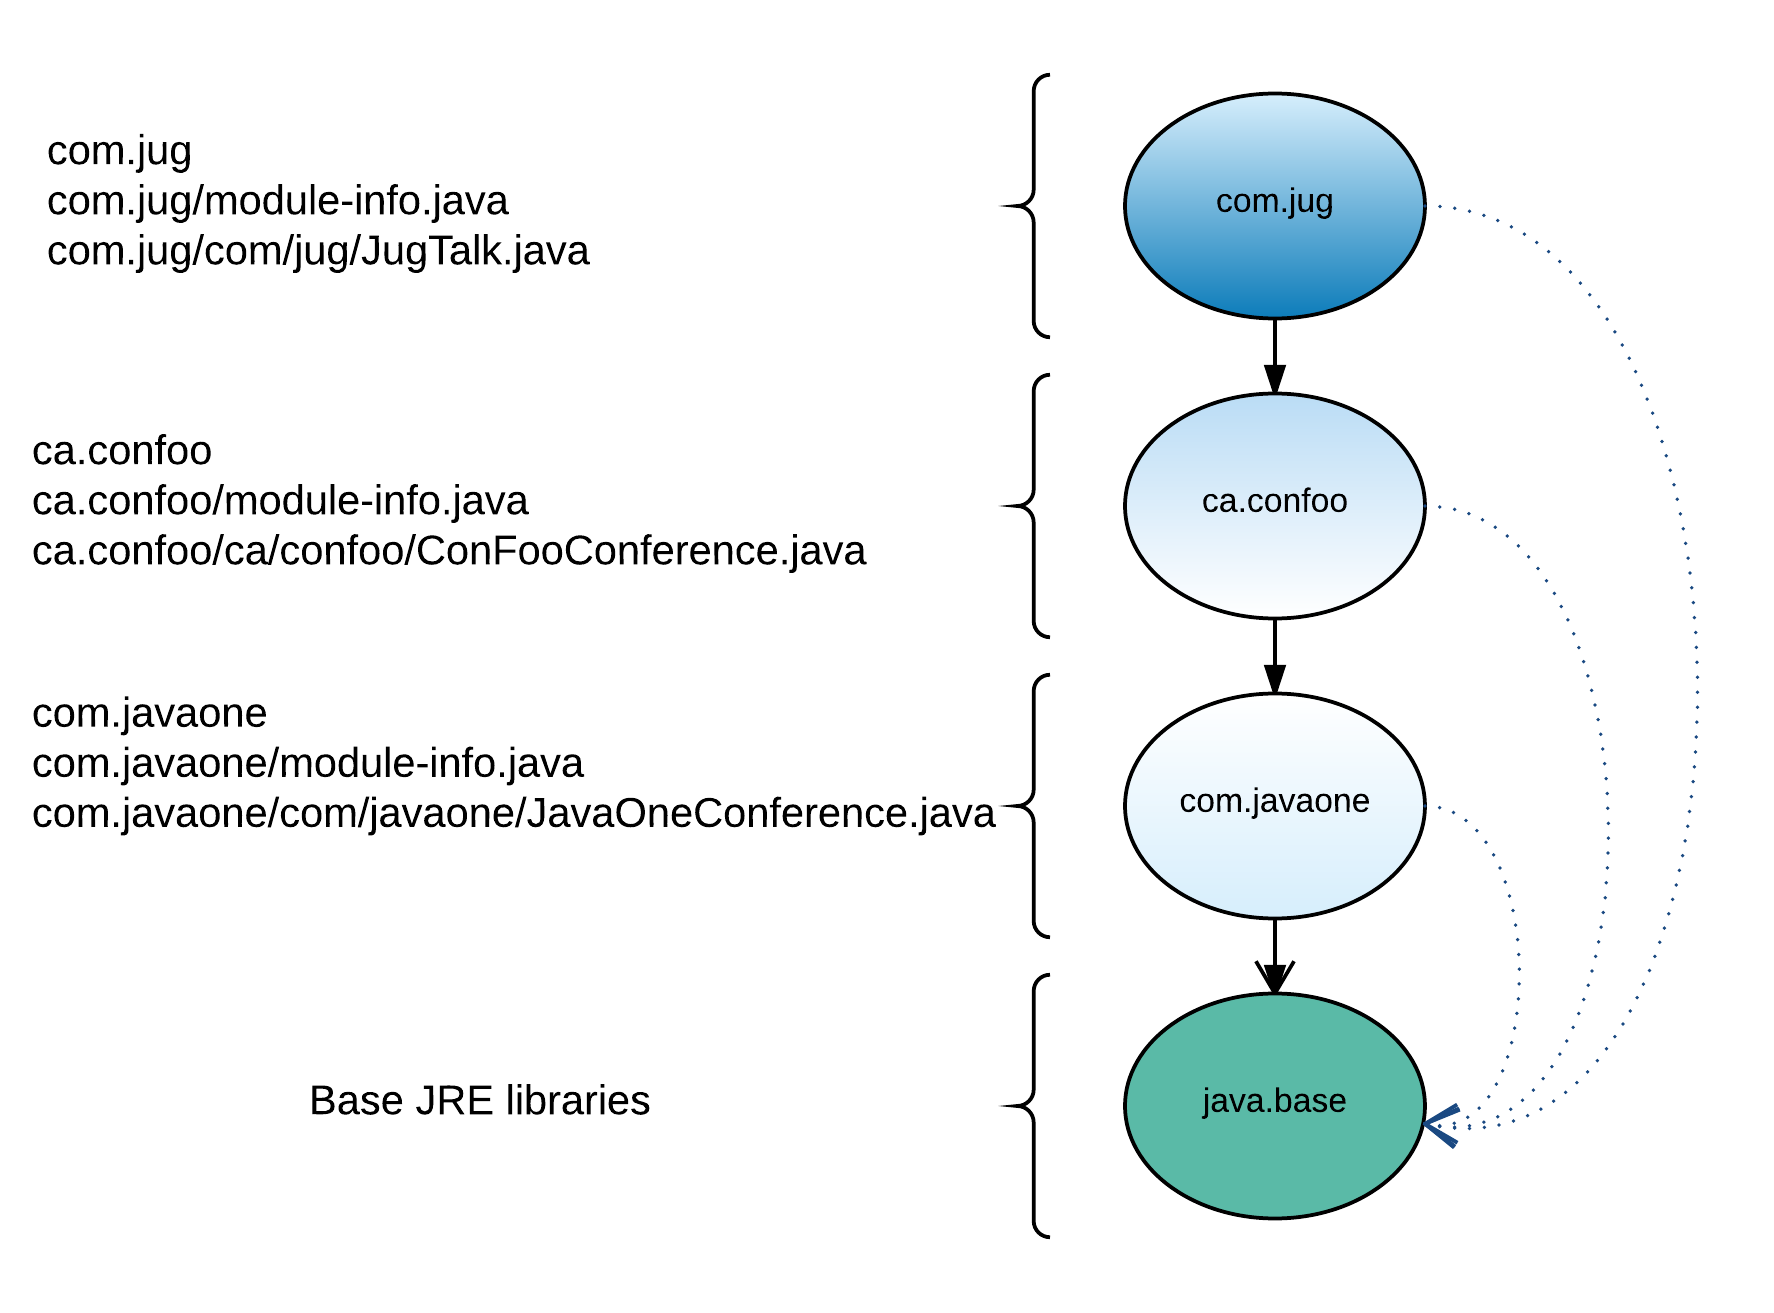 com.jug
com.jug/module-info.java
com.jug/com/jug/JugTalk.java
com.jug
ca.confoo
ca.confoo/module-info.java
ca.confoo/ca/confoo/ConFooConference.java
ca.confoo
com.javaone
com.javaone/module-info.java
com.javaone/com/javaone/JavaOneConference.java
com.javaone
Base JRE libraries
java.base